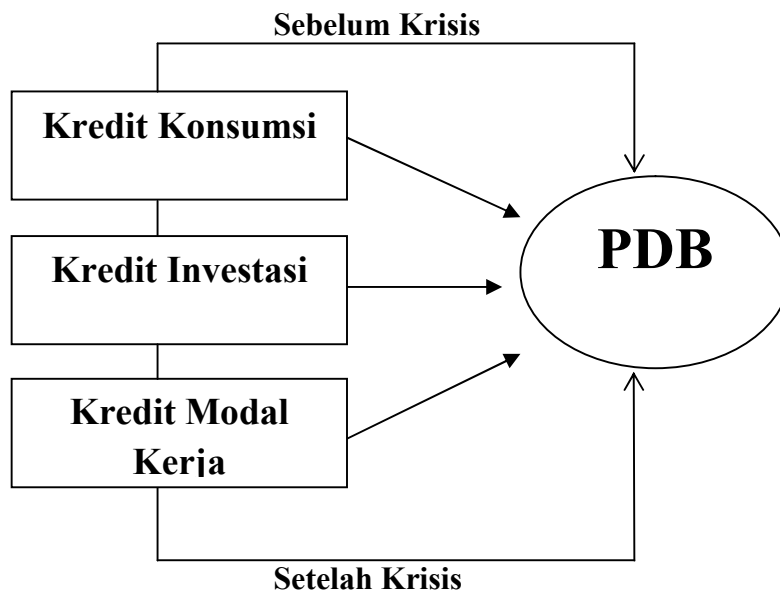 Sebelum Krisis
Kredit Konsumsi
Kredit Investasi
Kredit Modal
Kerja
PDB
Setelah Krisis